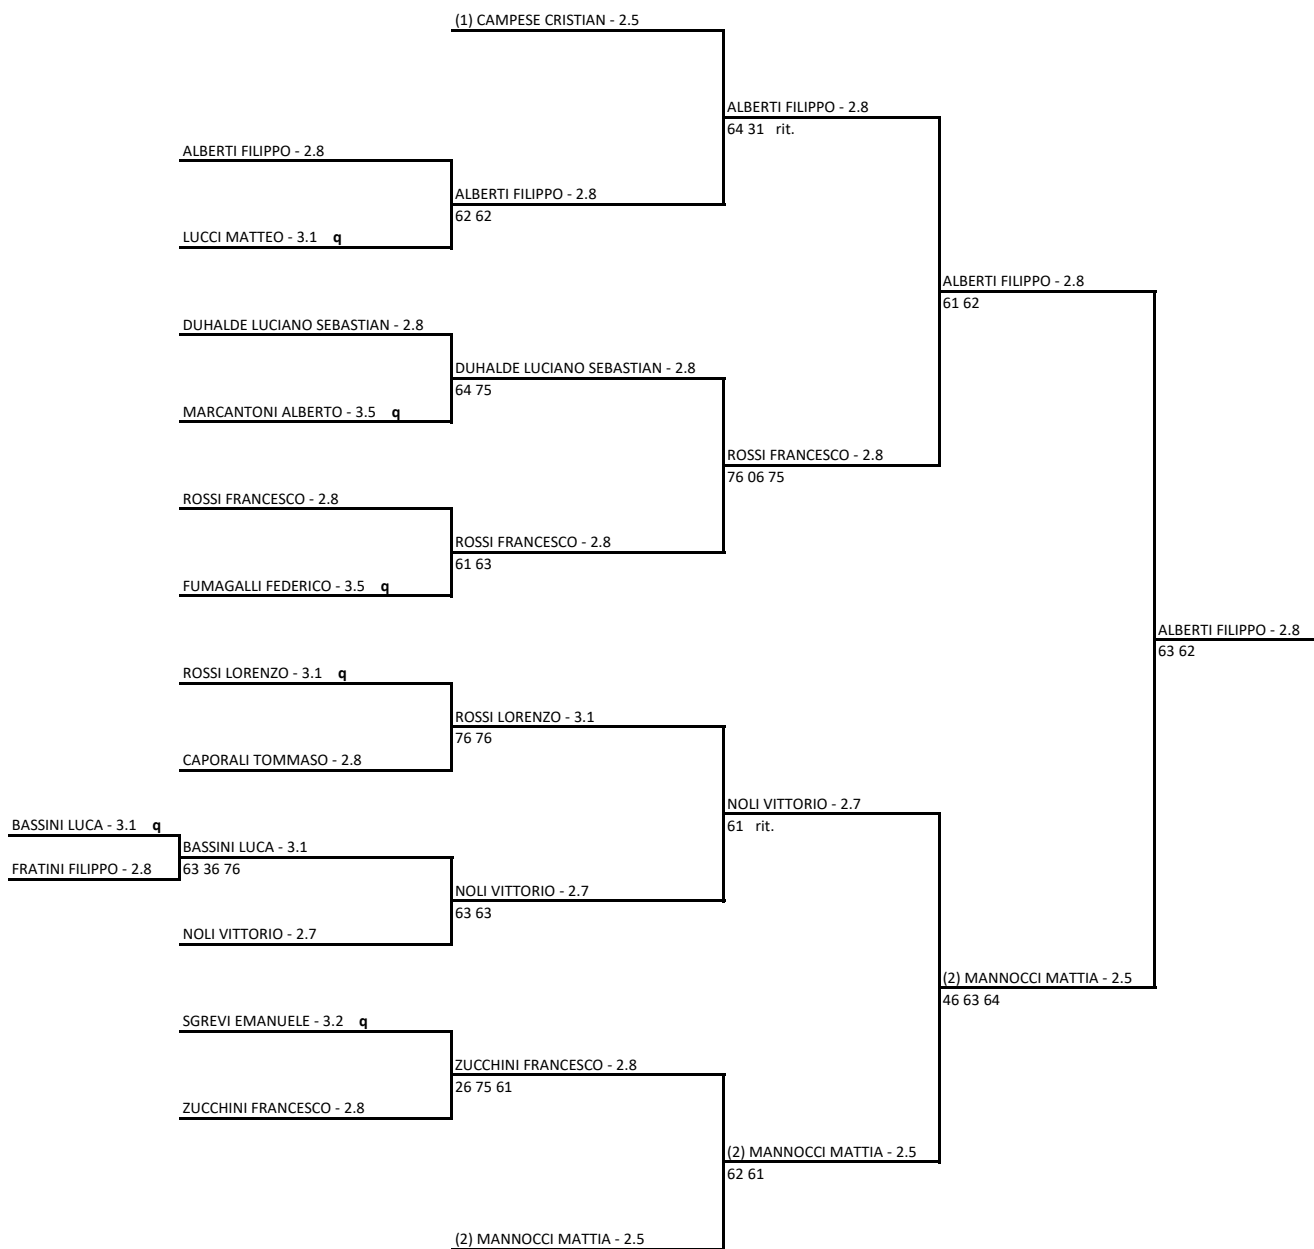 (1) CAMPESE CRISTIAN - 2.5
ALBERTI FILIPPO - 2.8
64 31 rit.
ALBERTI FILIPPO - 2.8
ALBERTI FILIPPO - 2.8
62 62
LUCCI MATTEO - 3.1 q
ALBERTI FILIPPO - 2.8
61 62
DUHALDE LUCIANO SEBASTIAN - 2.8
DUHALDE LUCIANO SEBASTIAN - 2.8
64 75
MARCANTONI ALBERTO - 3.5 q
ROSSI FRANCESCO - 2.8
76 06 75
ROSSI FRANCESCO - 2.8
ROSSI FRANCESCO - 2.8
61 63
FUMAGALLI FEDERICO - 3.5 q
ALBERTI FILIPPO - 2.8
63 62
ROSSI LORENZO - 3.1 q
ROSSI LORENZO - 3.1
76 76
CAPORALI TOMMASO - 2.8
NOLI VITTORIO - 2.7
61 rit.
BASSINI LUCA - 3.1 q
BASSINI LUCA - 3.1
FRATINI FILIPPO - 2.8
63 36 76
NOLI VITTORIO - 2.7
63 63
NOLI VITTORIO - 2.7
(2) MANNOCCI MATTIA - 2.5
46 63 64
SGREVI EMANUELE - 3.2 q
ZUCCHINI FRANCESCO - 2.8
26 75 61
ZUCCHINI FRANCESCO - 2.8
(2) MANNOCCI MATTIA - 2.5
62 61
(2) MANNOCCI MATTIA - 2.5